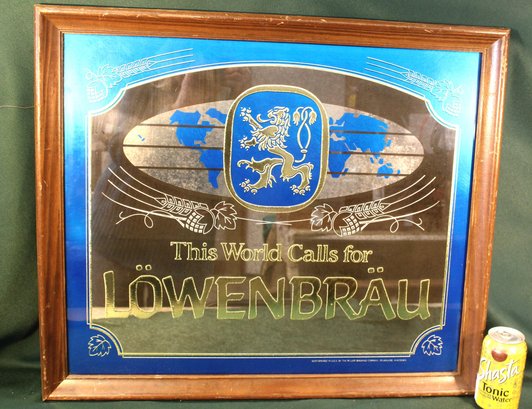 This World Calls for
LÖWENBRÄU
Shasta
Tonic
Water